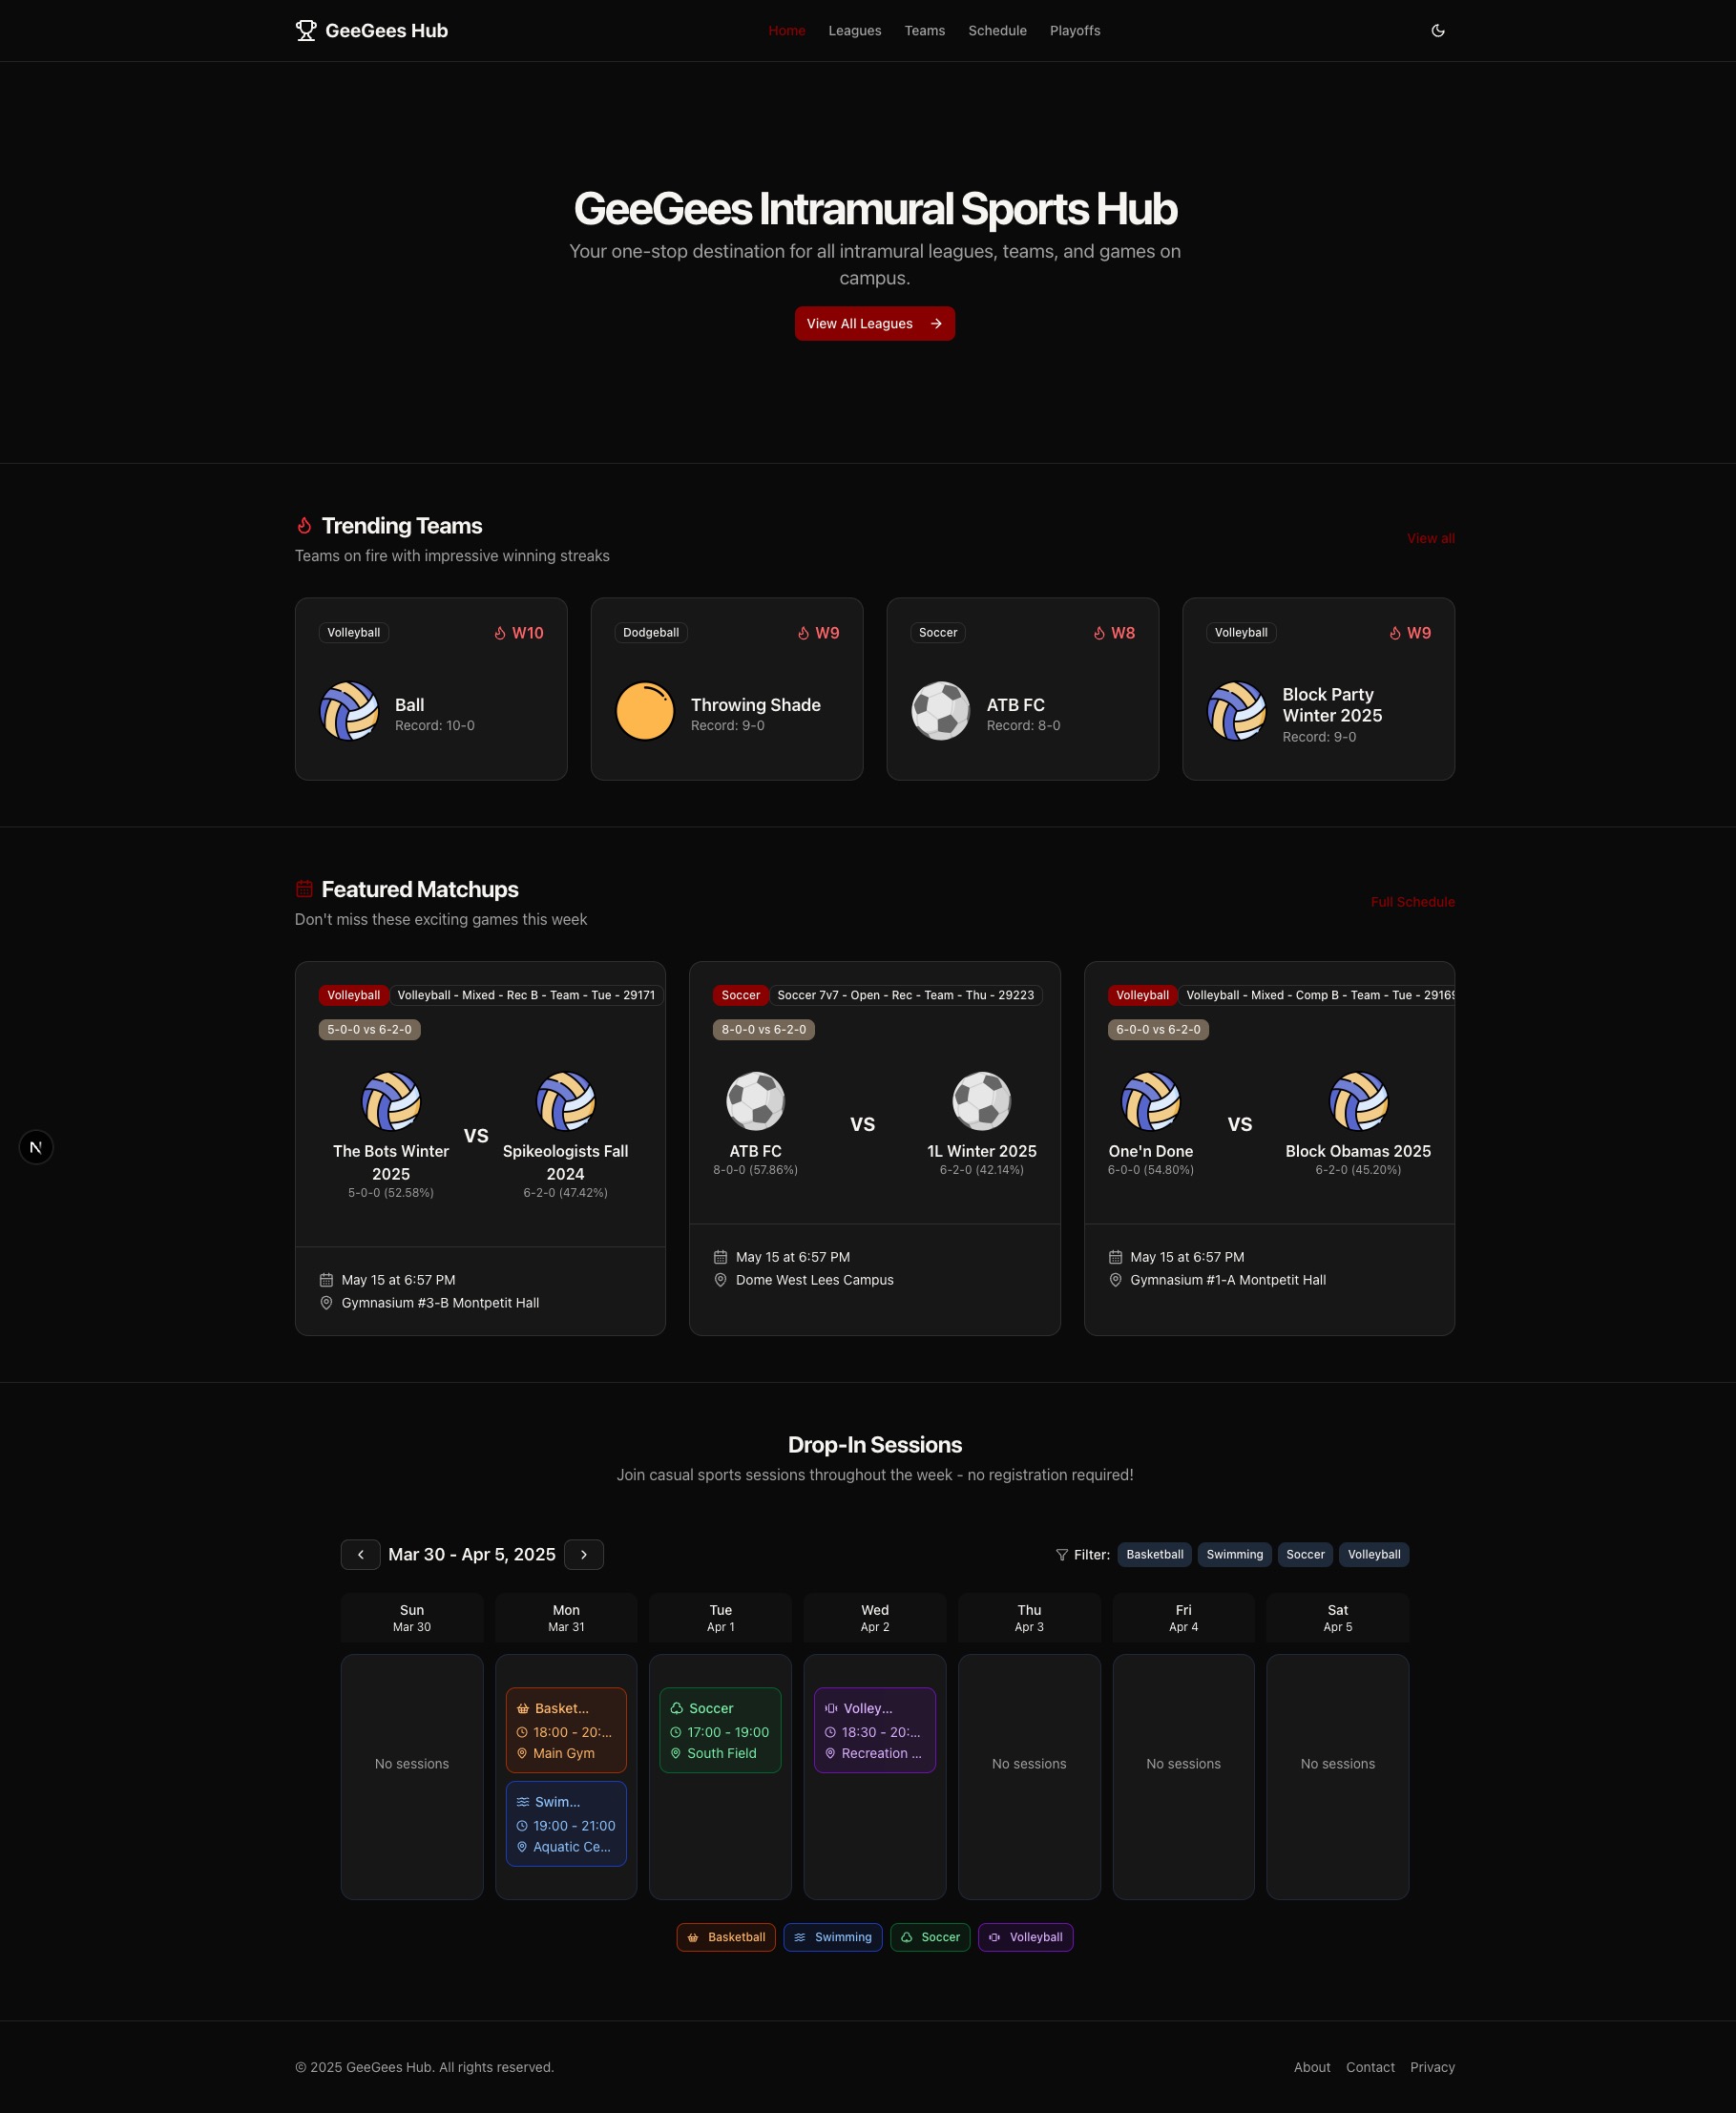 GeeGees Hub
Home Leagues Teams Schedule Playoffs
GeeGees Intramural Sports Hub
Your one-stop destination for all intramural leagues, teams, and games on
campus.
View All Leagues
Trending Teams
Teams on fire with impressive winning streaks
View all
Volleyball W10
Ball
Record: 10-0
Dodgeball W9
Throwing Shade
Record: 9-0
Soccer W8
ATB FC
Record: 8-0
Volleyball W9
Block Party
Winter 2025
Record: 9-0
Featured Matchups
Don't miss these exciting games this week
Full Schedule
Volleyball Volleyball - Mixed - Rec B - Team - Tue - 29171
5-0-0 vs 6-2-0
The Bots Winter
2025
5-0-0 (52.58%)
VS
Spikeologists Fall
2024
6-2-0 (47.42%)
May 15 at 6:57 PM
Gymnasium #3-B Montpetit Hall
Soccer Soccer 7v7 - Open - Rec - Team - Thu - 29223
8-0-0 vs 6-2-0
ATB FC
8-0-0 (57.86%)
VS
1L Winter 2025
6-2-0 (42.14%)
May 15 at 6:57 PM
Dome West Lees Campus
Volleyball Volleyball - Mixed - Comp B - Team - Tue - 29169
6-0-0 vs 6-2-0
One'n Done
6-0-0 (54.80%)
VS
Block Obamas 2025
6-2-0 (45.20%)
May 15 at 6:57 PM
Gymnasium #1-A Montpetit Hall
N
Drop-In Sessions
Join casual sports sessions throughout the week - no registration required!
Mar 30 - Apr 5, 2025
Filter: Basketball Swimming Soccer Volleyball
Sun
Mar 30
Mon
Mar 31
Tue
Apr 1
Wed
Apr 2
Thu
Apr 3
Fri
Apr 4
Sat
Apr 5
No sessions
Basket...
18:00 - 20:...
Main Gym
Swim...
19:00 - 21:00
Aquatic Ce...
Soccer
17:00 - 19:00
South Field
Volley...
18:30 - 20:...
Recreation ...
No sessions
No sessions
No sessions
Basketball Swimming Soccer Volleyball
© 2025 GeeGees Hub. All rights reserved.
About Contact Privacy